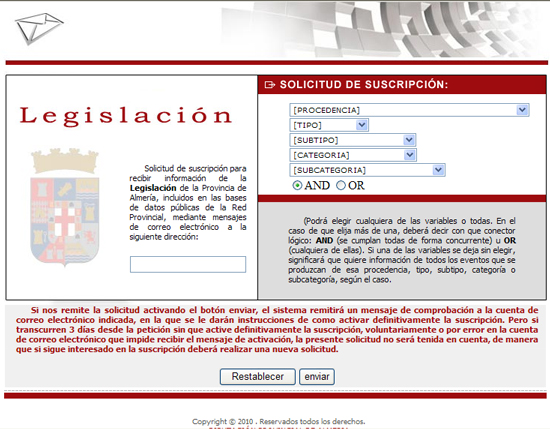 Legislación
Solicitud de suscripción para
recibir información de la
Legislación de la Provincia de
Almería, incluidos en las bases
de datos públicas de la Red
Provincial, mediante mensajes
de correo electrónico a la
siguiente dirección:
SOLICITUD DE SUSCRIPCIÓN:
[PROCEDENCIA]
[TIPO]
[SUBTIPO]
[CATEGORIA]
[SUBCATEGORIA]
AND OR
(Podrá elegir cualquiera de las variables o todas. En el
caso de que elija más de una, deberá decir con que conector
lógico: AND (se cumplan todas de forma concurrente) u OR
(cualquiera de ellas). Si una de las variables se deja sin elegir,
significará que quiere información de todos los eventos que se
produzcan de esa procedencia, tipo, subtipo, categoría o
subcategoría, según el caso.
Si nos remite la solicitud activando el botón enviar, el sistema remitirá un mensaje de comprobación a la cuenta de
correo electrónico indicada, en la que se le darán instrucciones de como activar definitivamente la suscripción. Pero si
transcurren 3 días desde la petición sin que active definitivamente la suscripción, voluntariamente o por error en la cuenta
de correo electrónico que impide recibir el mensaje de activación, la presente solicitud no será tenida en cuenta, de manera
que si sigue interesado en la suscripción deberá realizar una nueva solicitud.
Restablecer enviar
Copyright © 2010 . Reservados todos los derechos.